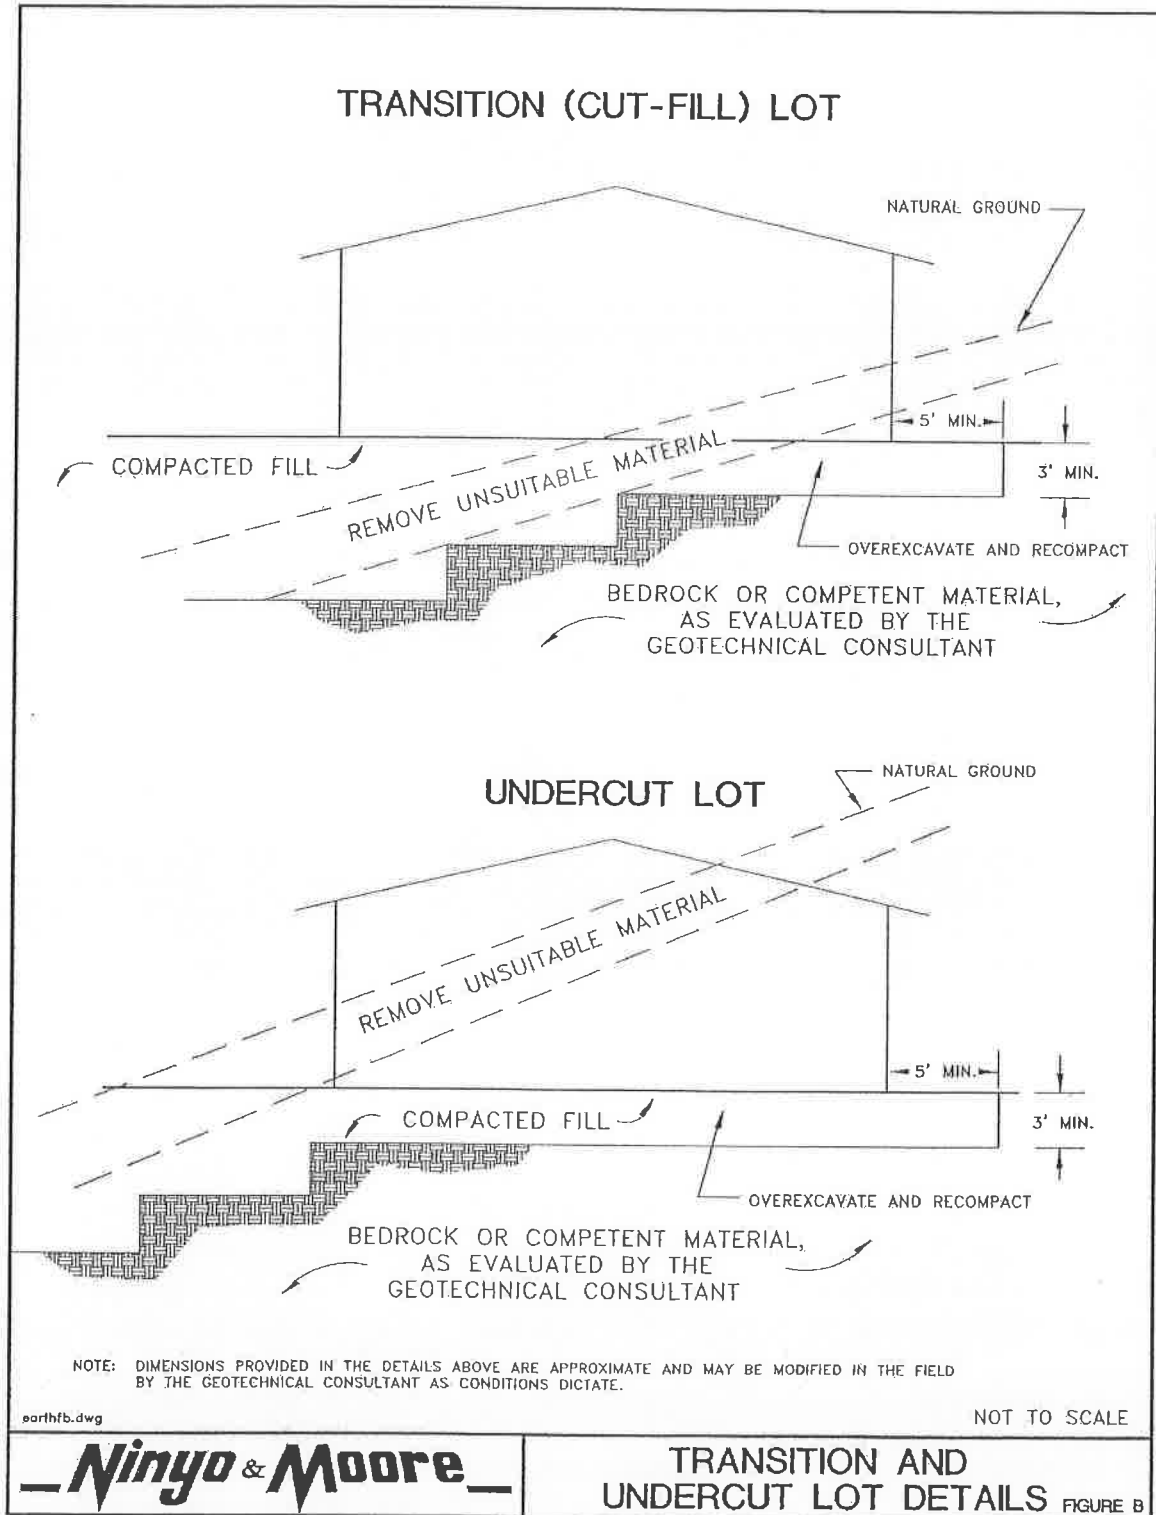 TRANSITION (CUT-FILL) LOT
NATURAL GROUND
5' MIN.
COMPACTED FILL
REMOVE UNSUITABLE MATERIAL
3' MIN.
OVEREXCAVATE AND RECOMPACT
BEDROCK OR COMPETENT MATERIAL,
AS EVALUATED BY THE
GEOTECHNICAL CONSULTANT
NATURAL GROUND
UNDERCUT LOT
REMOVE UNSUITABLE MATERIAL
5' MIN.
COMPACTED FILL
3' MIN.
OVEREXCAVATE AND RECOMPACT
BEDROCK OR COMPETENT MATERIAL,
AS EVALUATED BY THE
GEOTECHNICAL CONSULTANT
NOTE: DIMENSIONS PROVIDED IN THE DETAILS ABOVE ARE APPROXIMATE AND MAY BE MODIFIED IN THE FIELD
BY THE GEOTECHNICAL CONSULTANT AS CONDITIONS DICTATE.
earthfb.dwg
NOT TO SCALE
Ninyo & Moore
TRANSITION AND
UNDERCUT LOT DETAILS FIGURE B